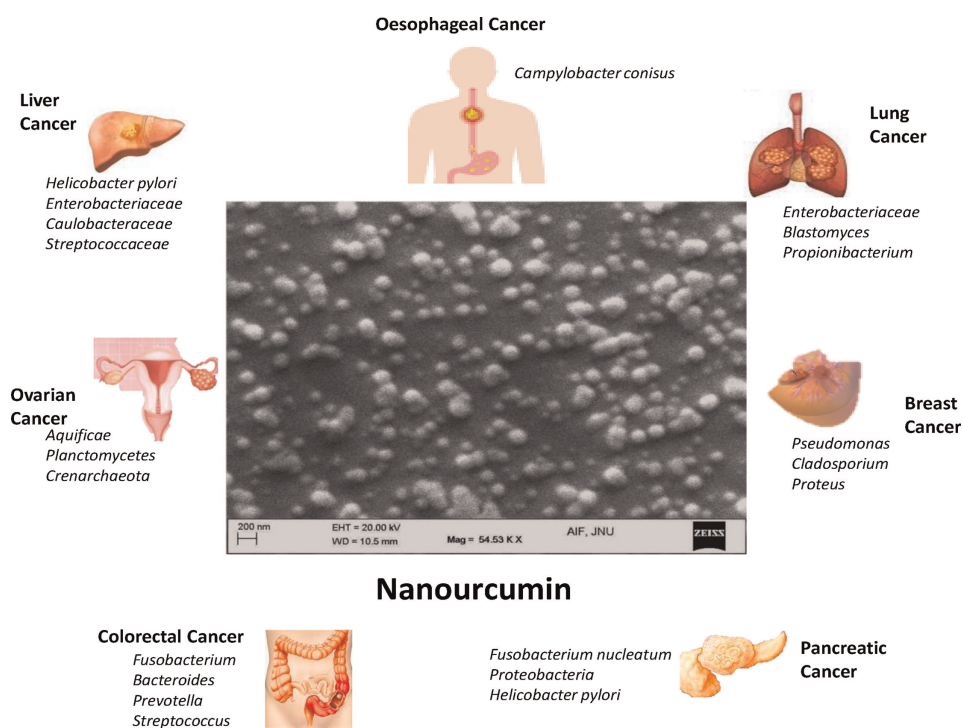 Oesophageal Cancer
Campylobacter conisus
Liver
Cancer
Helicobacter pylori
Enterobacteriaceae
Caulobacteraceae
Streptococcaceae
Lung
Cancer
Enterobacteriaceae
Blastomyces
Propionibacterium
Ovarian
Cancer
Aquificae
Planctomycetes
Crenarchaeota
Breast
Cancer
Pseudomonas
Cladosporium
Proteus
200 nm
EHT = 20.00 kV
WD = 10.5 mm
Mag = 54.53 K X
AIF, JNU
ZEISS
Nanourcumin
Colorectal Cancer
Fusobacterium
Bacteroides
Prevotella
Streptococcus
Fusobacterium nucleatum
Proteobacteria
Helicobacter pylori
Pancreatic
Cancer